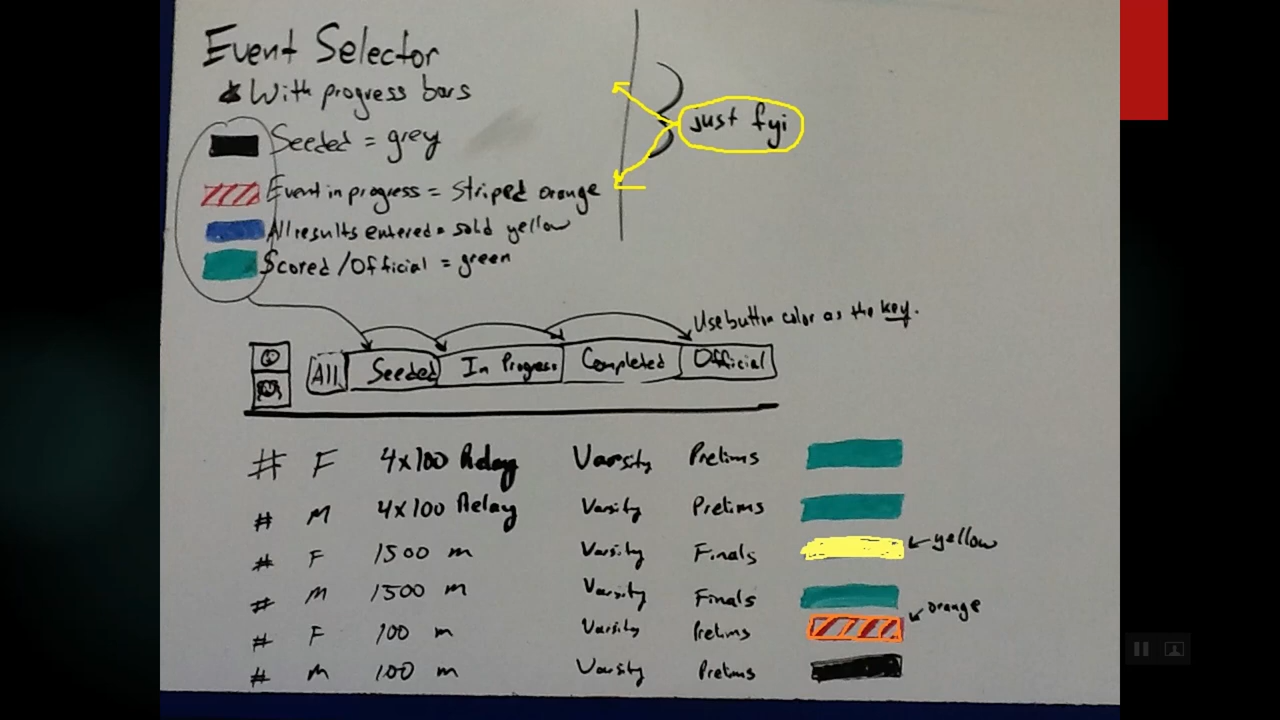 Event Selector
With progress bars
just fyi
Seeded = grey
Event in progress = striped orange
All results entered = solid yellow
Scored/Official = green
Use button color as the key.
All Seeded In Progress Completed Official
# F 4x100 Relay Varsity Prelims
# M 4x100 Relay Varsity Prelims
# F 1500 m Varsity Finals
yellow
# M 1500 m Varsity Finals
orange
# F 100 m Varsity Prelims
# M 100 m Varsity Prelims